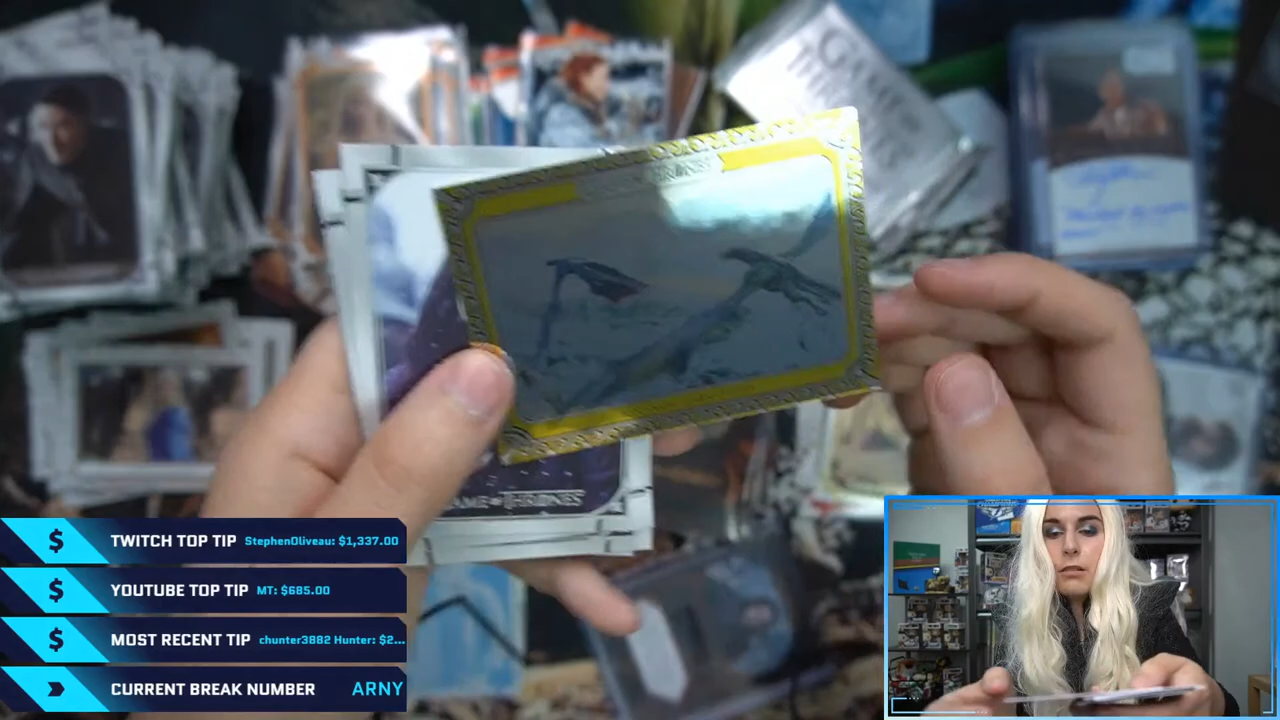 GAME OF THRONES
TWITCH TOP TIP StephenOliveau: $1,337.00
YOUTUBE TOP TIP MT: $685.00
MOST RECENT TIP chunter3882 Hunter: $2...
CURRENT BREAK NUMBER ARNY